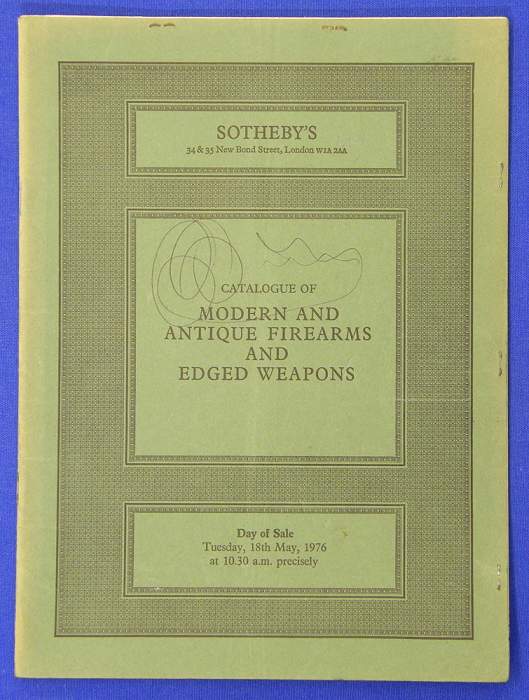 SOTHEBY'S
34 & 35 New Bond Street, London W1A 2AA
CATALOGUE OF
MODERN AND
ANTIQUE FIREARMS
AND
EDGED WEAPONS
Day of Sale
Tuesday, 18th May, 1976
at 10.30 a.m. precisely